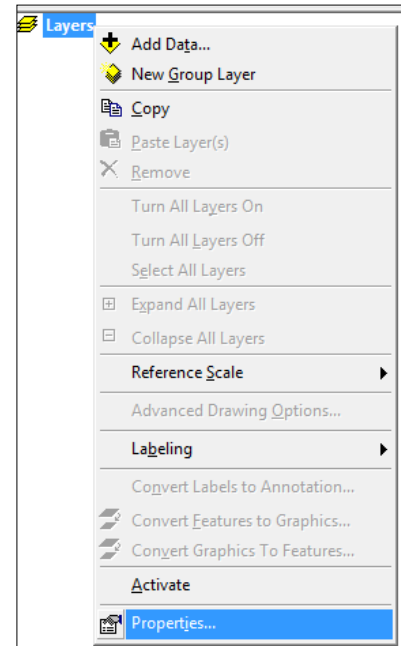 Layers
Add Data...
New Group Layer
Copy
Paste Layer(s)
Remove
Turn All Layers On
Turn All Layers Off
Select All Layers
Expand All Layers
Collapse All Layers
Reference Scale
Advanced Drawing Options...
Labeling
Convert Labels to Annotation...
Convert Features to Graphics...
Convert Graphics To Features...
Activate
Properties...